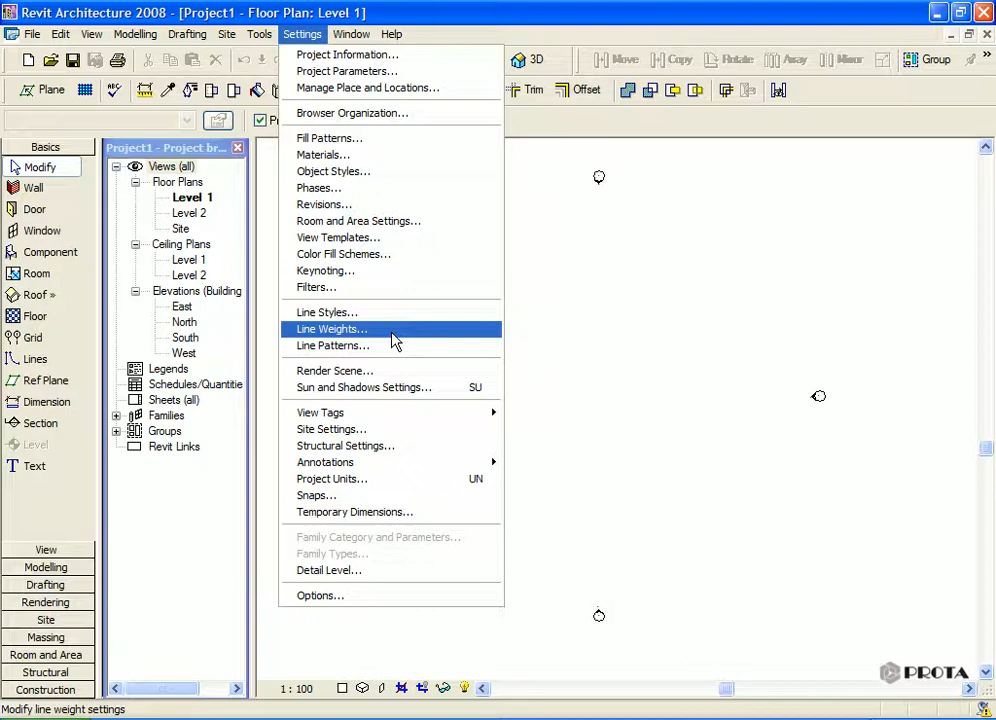 Revit Architecture 2008 - [Project1 - Floor Plan: Level 1]
File Edit View Modelling Drafting Site Tools Settings Window Help
3D Move Copy Rotate Array Mirror Group
Plane Trim Offset
Basics
Modify
Wall
Door
Window
Component
Room
Roof »
Floor
Grid
Lines
Ref Plane
Dimension
Section
Level
Text
View
Modelling
Drafting
Rendering
Site
Massing
Room and Area
Structural
Construction
Project1 - Project br...
Views (all)
Floor Plans
Level 1
Level 2
Site
Ceiling Plans
Level 1
Level 2
Elevations (Building
East
North
South
West
Legends
Schedules/Quantitie
Sheets (all)
Families
Groups
Revit Links
Project Information...
Project Parameters...
Manage Place and Locations...
Browser Organization...
Fill Patterns...
Materials...
Object Styles...
Phases...
Revisions...
Room and Area Settings...
View Templates...
Color Fill Schemes...
Keynoting...
Filters...
Line Styles...
Line Weights...
Line Patterns...
Render Scene...
Sun and Shadows Settings... SU
View Tags
Site Settings...
Structural Settings...
Annotations
Project Units... UN
Snaps...
Temporary Dimensions...
Family Category and Parameters...
Family Types...
Detail Level...
Options...
PROTA
1 : 100
Modify line weight settings